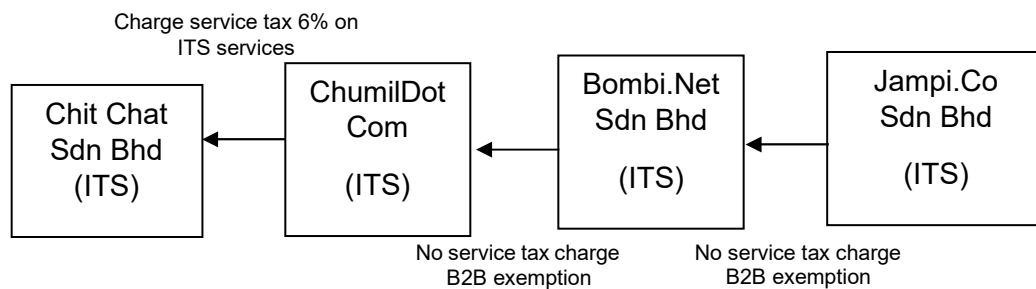 Charge service tax 6% on
ITS services
Chit Chat
Sdn Bhd
(ITS)
ChumilDot
Com
(ITS)
Bombi.Net
Sdn Bhd
(ITS)
Jampi.Co
Sdn Bhd
(ITS)
No service tax charge
B2B exemption
No service tax charge
B2B exemption